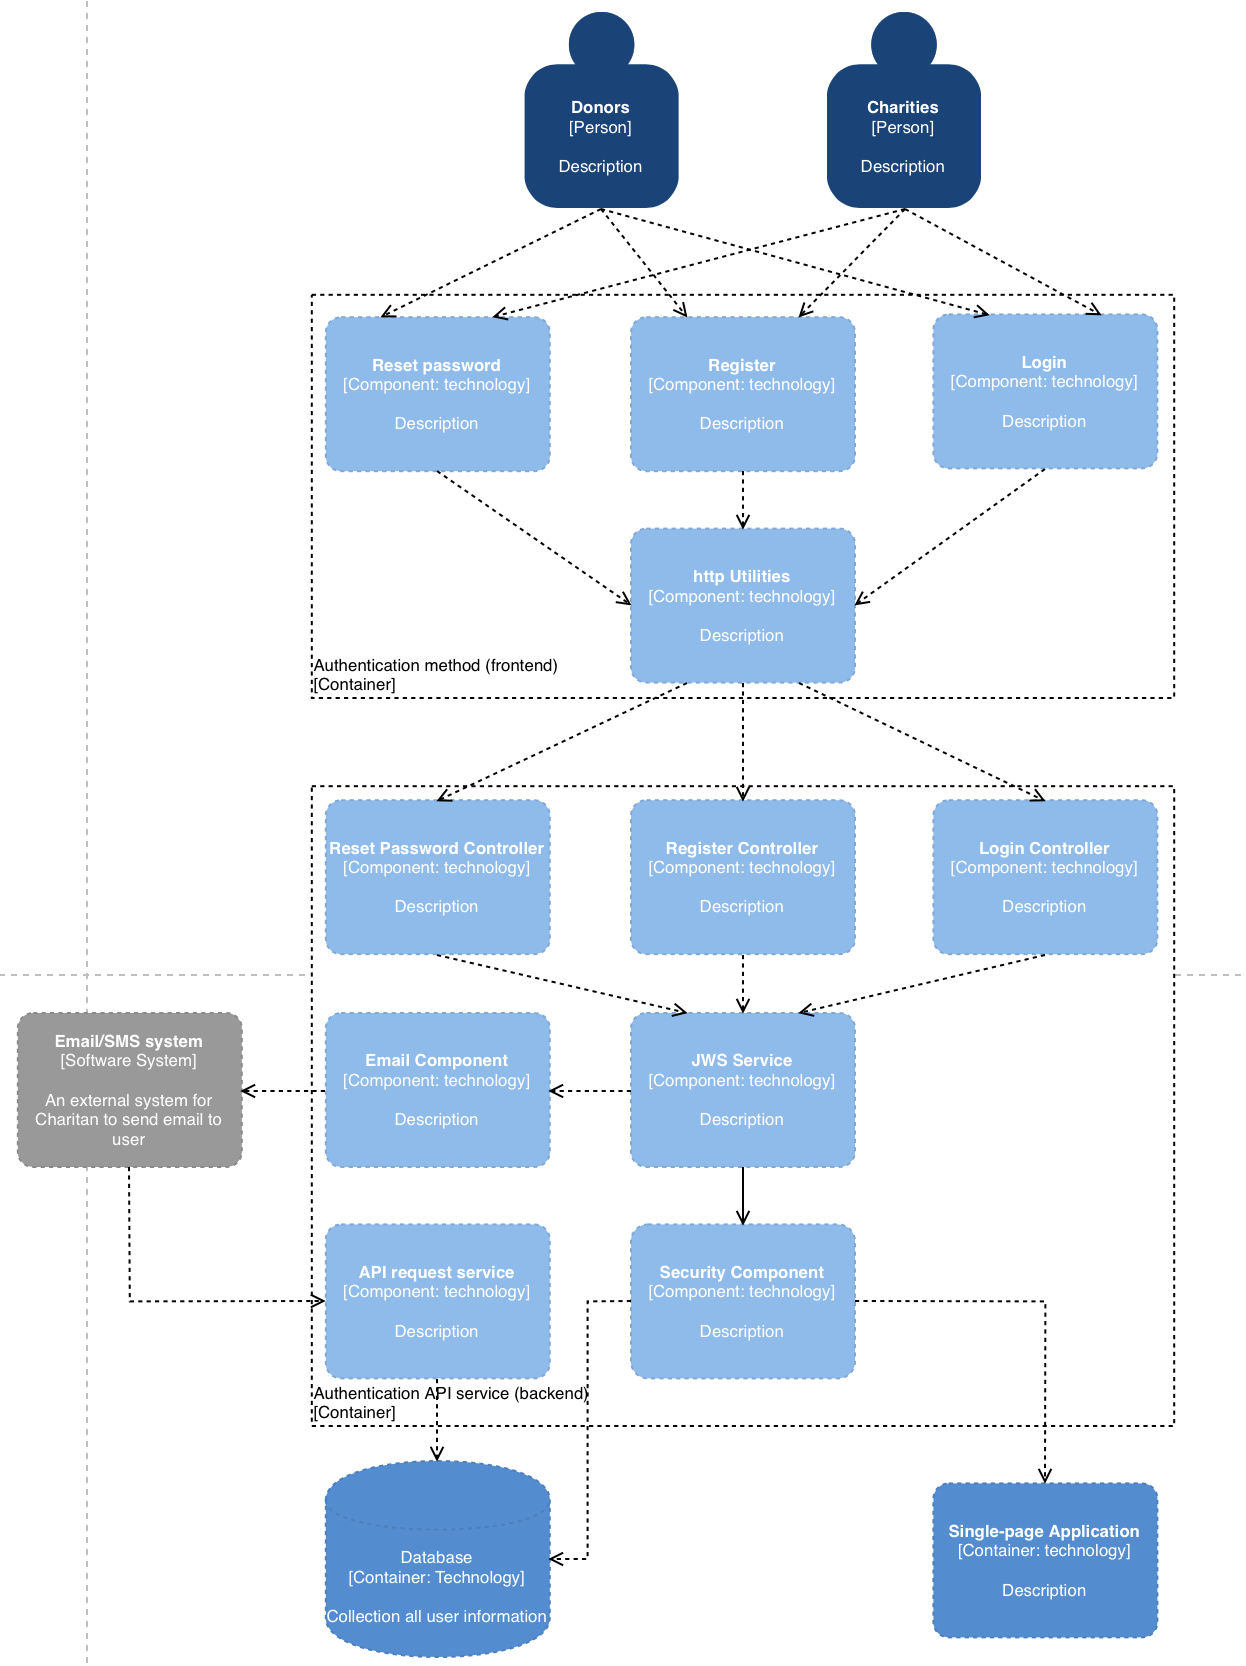 Donors
[Person]
Description
Charities
[Person]
Description
Reset password
[Component: technology]
Description
Register
[Component: technology]
Description
Login
[Component: technology]
Description
http Utilities
[Component: technology]
Description
Authentication method (frontend)
[Container]
Reset Password Controller
[Component: technology]
Description
Register Controller
[Component: technology]
Description
Login Controller
[Component: technology]
Description
Email/SMS system
[Software System]
An external system for
Charitan to send email to
user
Email Component
[Component: technology]
Description
JWS Service
[Component: technology]
Description
API request service
[Component: technology]
Description
Security Component
[Component: technology]
Description
Authentication API service (backend)
[Container]
Database
[Container: Technology]
Collection all user information
Single-page Application
[Container: technology]
Description